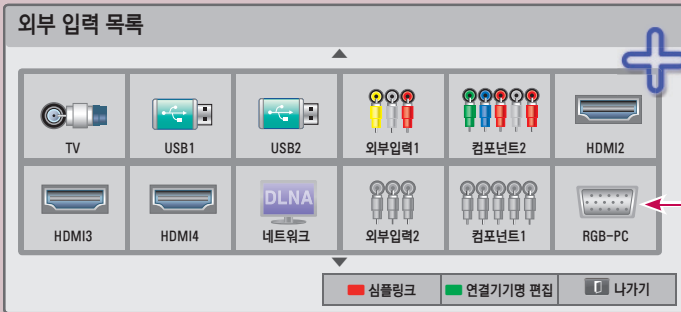 외부 입력 목록
TV USB1 USB2 외부입력1 컴포넌트2 HDMI2
DLNA
HDMI3 HDMI4 네트워크 외부입력2 컴포넌트1 RGB-PC
심플링크 연결기기명 편집 나가기